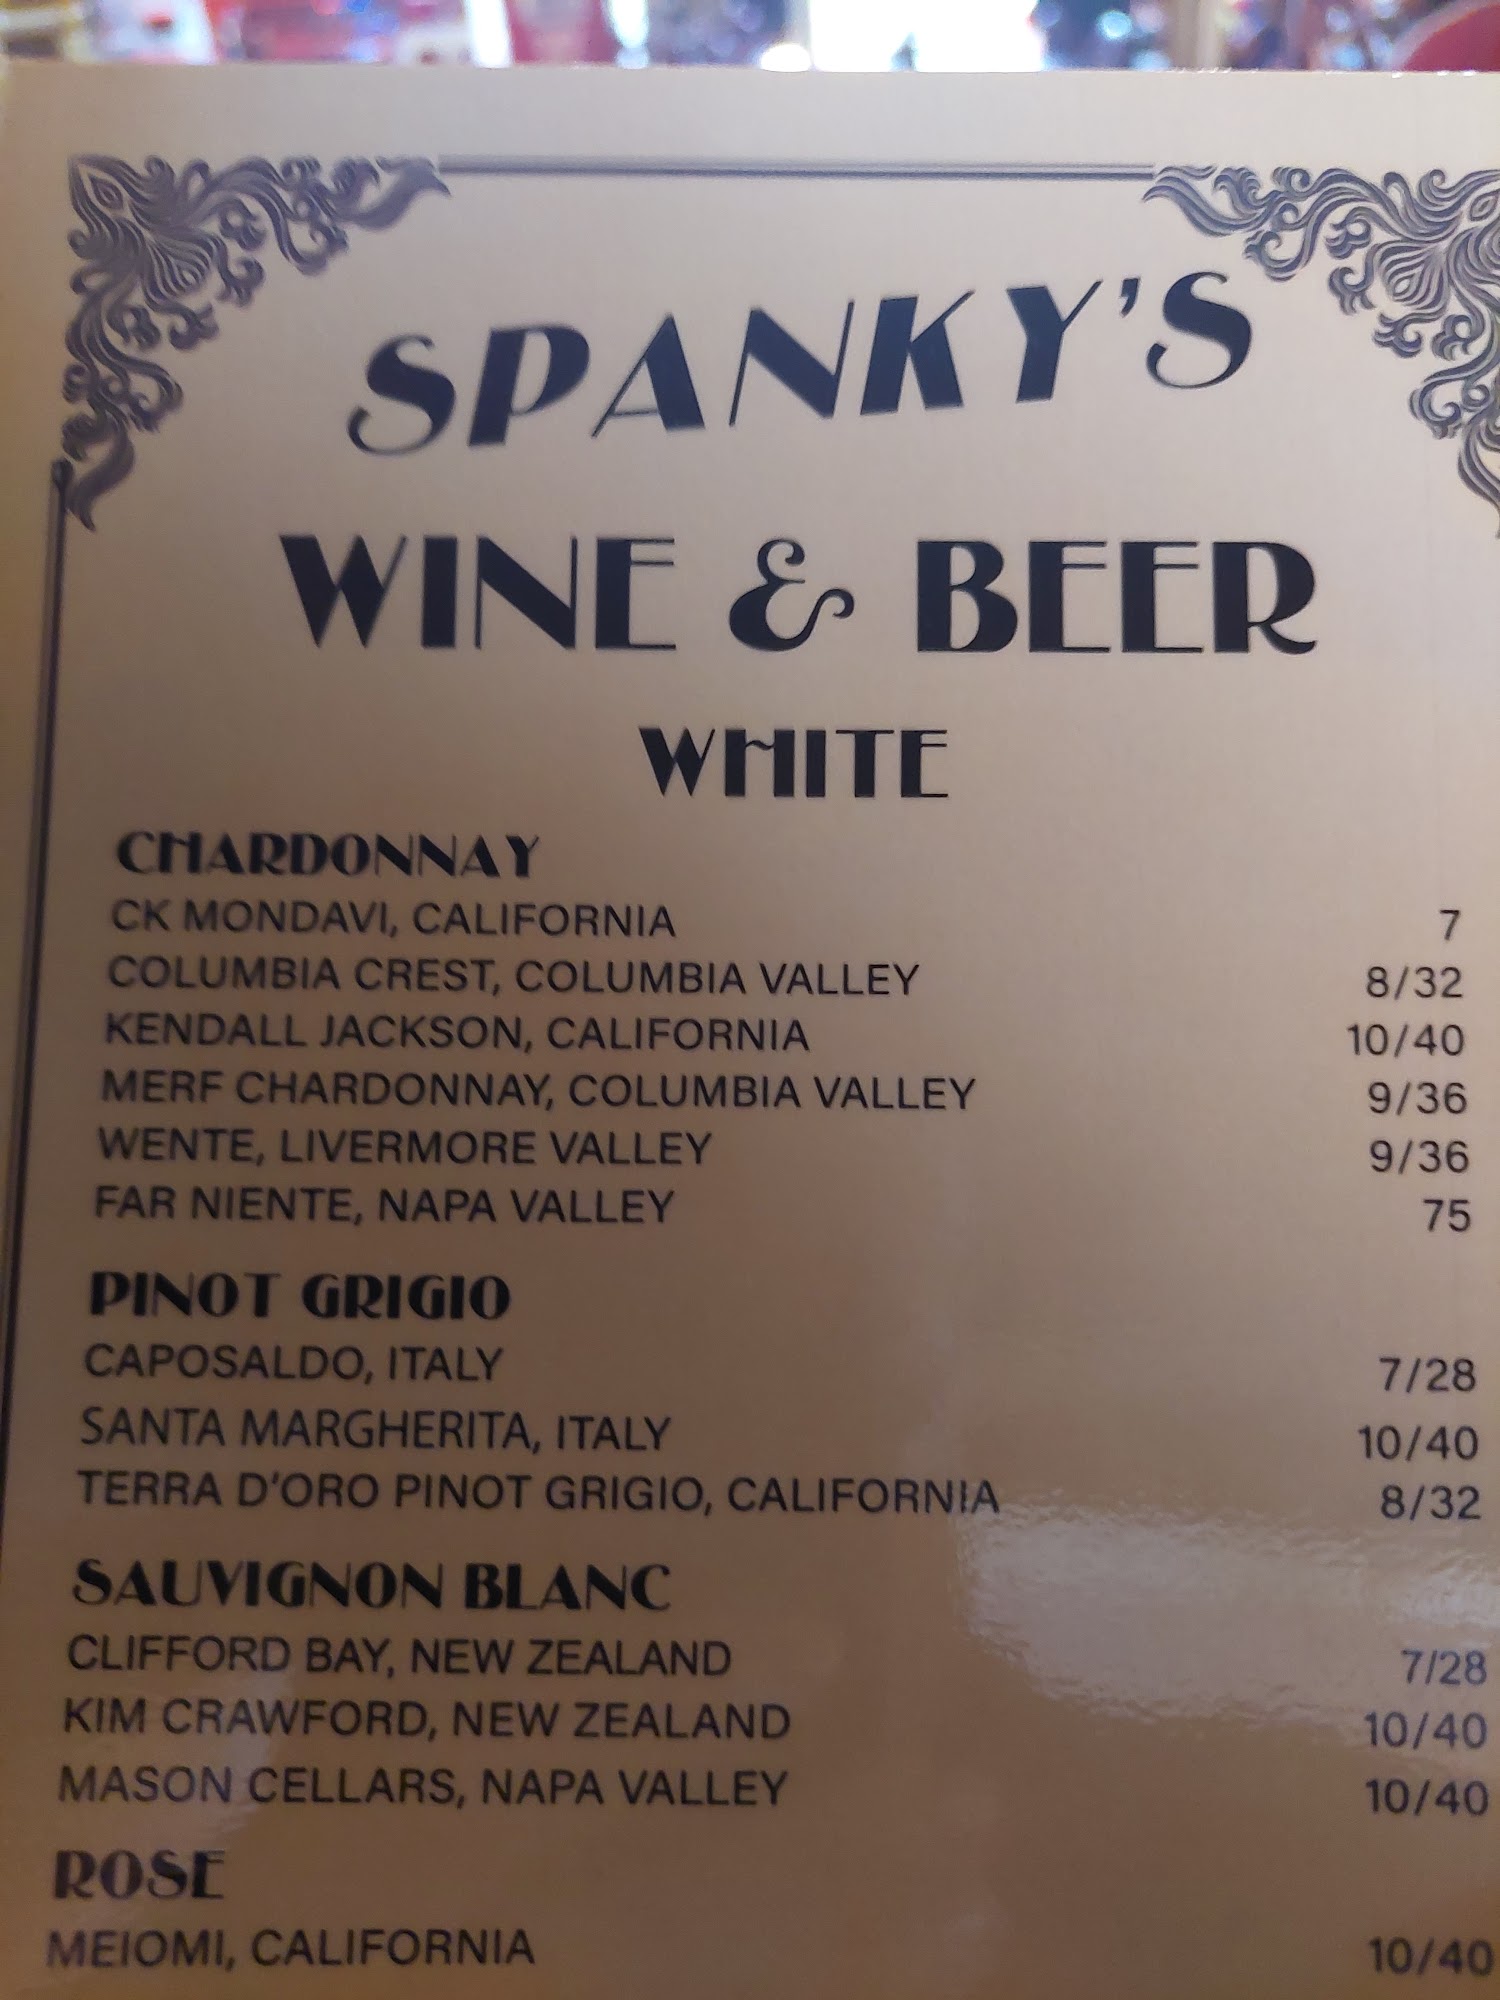 SPANKY'S
WINE & BEER
WHITE
CHARDONNAY
CK MONDAVI, CALIFORNIA 7
COLUMBIA CREST, COLUMBIA VALLEY 8/32
KENDALL JACKSON, CALIFORNIA 10/40
MERF CHARDONNAY, COLUMBIA VALLEY 9/36
WENTE, LIVERMORE VALLEY 9/36
FAR NIENTE, NAPA VALLEY 75
PINOT GRIGIO
CAPOSALDO, ITALY 7/28
SANTA MARGHERITA, ITALY 10/40
TERRA D'ORO PINOT GRIGIO, CALIFORNIA 8/32
SAUVIGNON BLANC
CLIFFORD BAY, NEW ZEALAND 7/28
KIM CRAWFORD, NEW ZEALAND 10/40
MASON CELLARS, NAPA VALLEY 10/40
ROSE
MEIOMI, CALIFORNIA 10/40